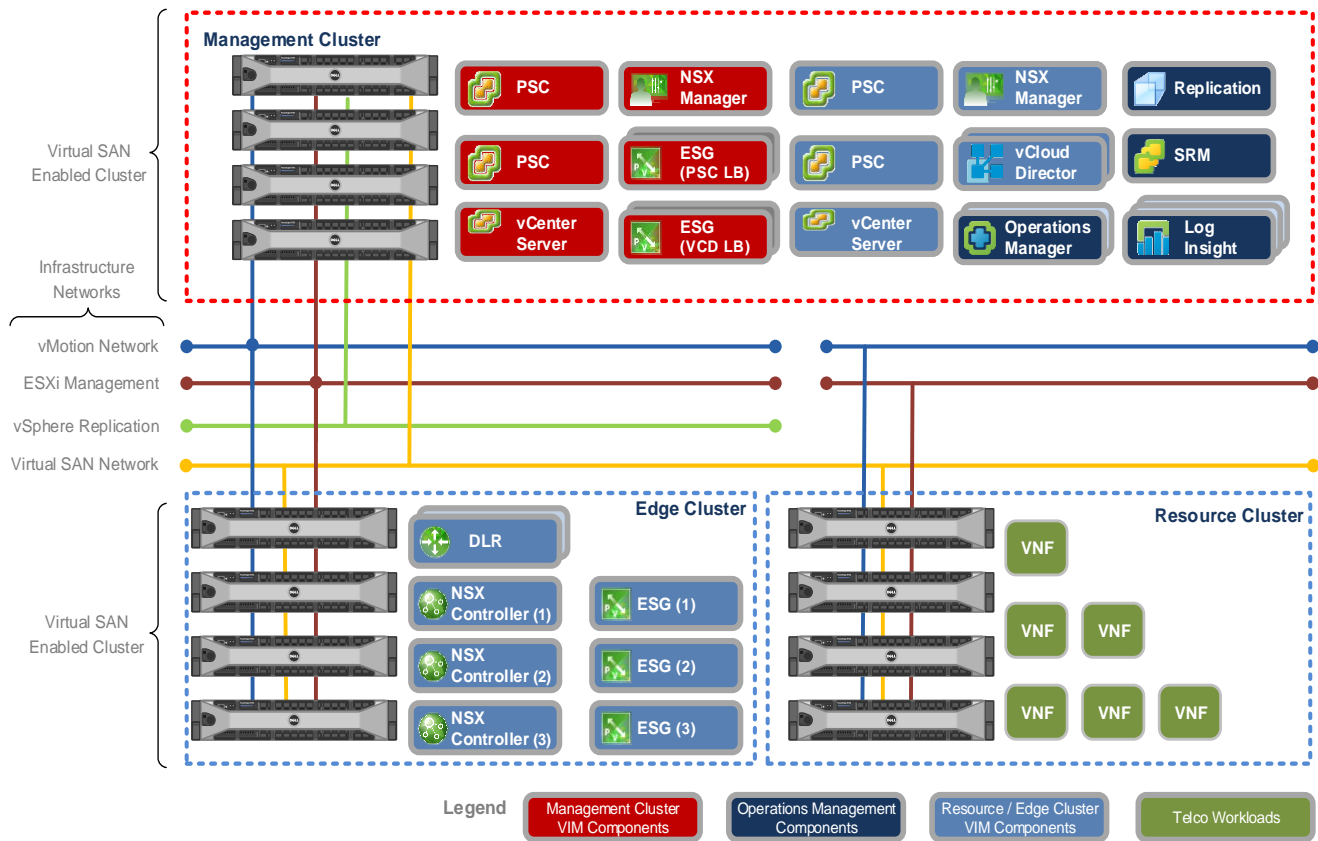 Management Cluster
PSC
NSX
Manager
PSC
NSX
Manager
Replication
Virtual SAN
Enabled Cluster
PSC
ESG
(PSC LB)
PSC
vCloud
Director
SRM
vCenter
Server
ESG
(VCD LB)
vCenter
Server
Operations
Manager
Log
Insight
Infrastructure
Networks
vMotion Network
ESXi Management
vSphere Replication
Virtual SAN Network
Edge Cluster
Resource Cluster
DLR
VNF
NSX
Controller (1)
ESG (1)
Virtual SAN
Enabled Cluster
VNF
VNF
NSX
Controller (2)
ESG (2)
NSX
Controller (3)
ESG (3)
VNF
VNF
VNF
Legend
Management Cluster
VIM Components
Operations Management
Components
Resource / Edge Cluster
VIM Components
Telco Workloads